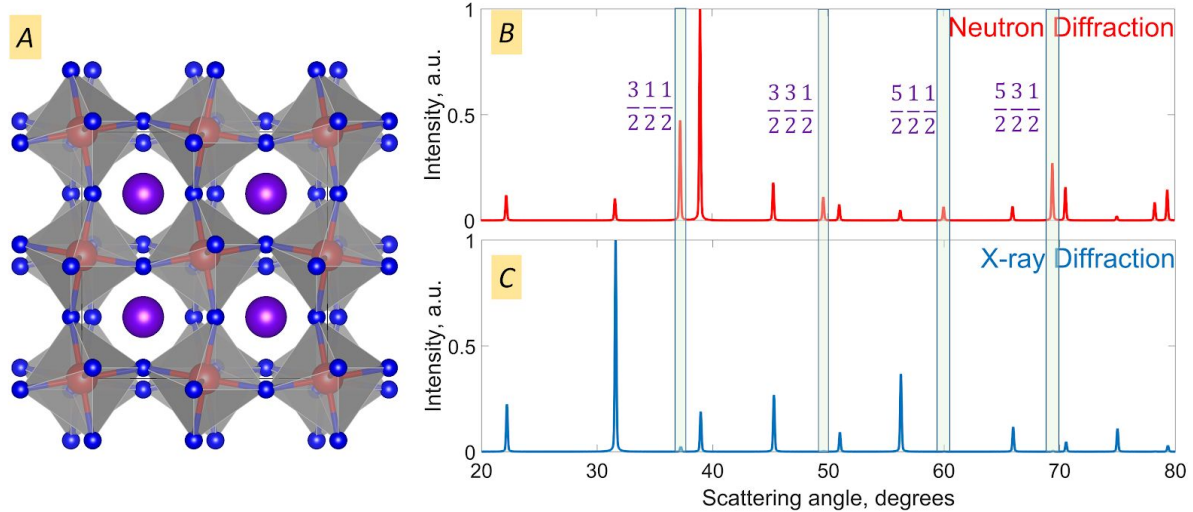 A
B
Neutron Diffraction
Intensity, a.u.
1
0.5
0
3/2 1/2 1/2
3/2 3/2 1/2
5/2 1/2 1/2
5/2 3/2 1/2
C
X-ray Diffraction
Intensity, a.u.
1
0.5
0
20 30 40 50 60 70 80
Scattering angle, degrees